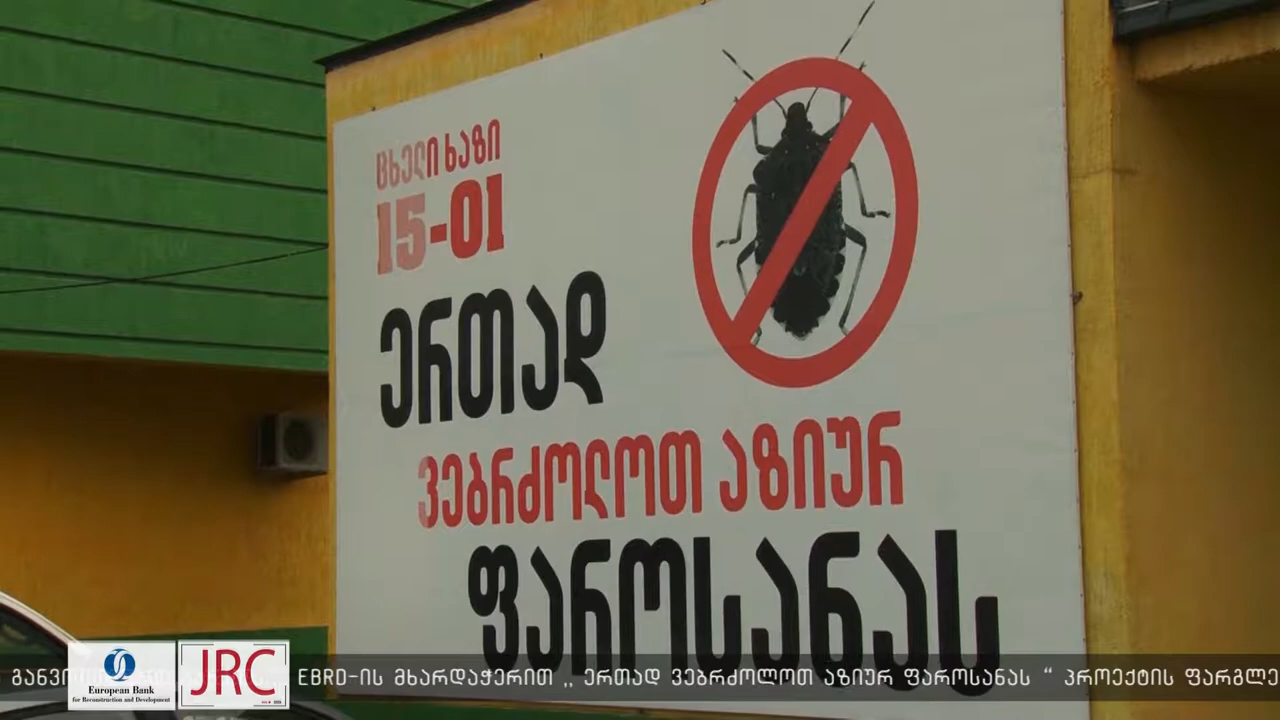 ცხელი ხაზი
15-01
ერთად
ვებრძოლოთ აზიურ
ფაროსანას
European Bank
for Reconstruction and Development
JRC
EBRD-ის მხარდაჭერით ,, ერთად ვებრძოლოთ აზიურ ფაროსანას “ პროექტის ფარგლე